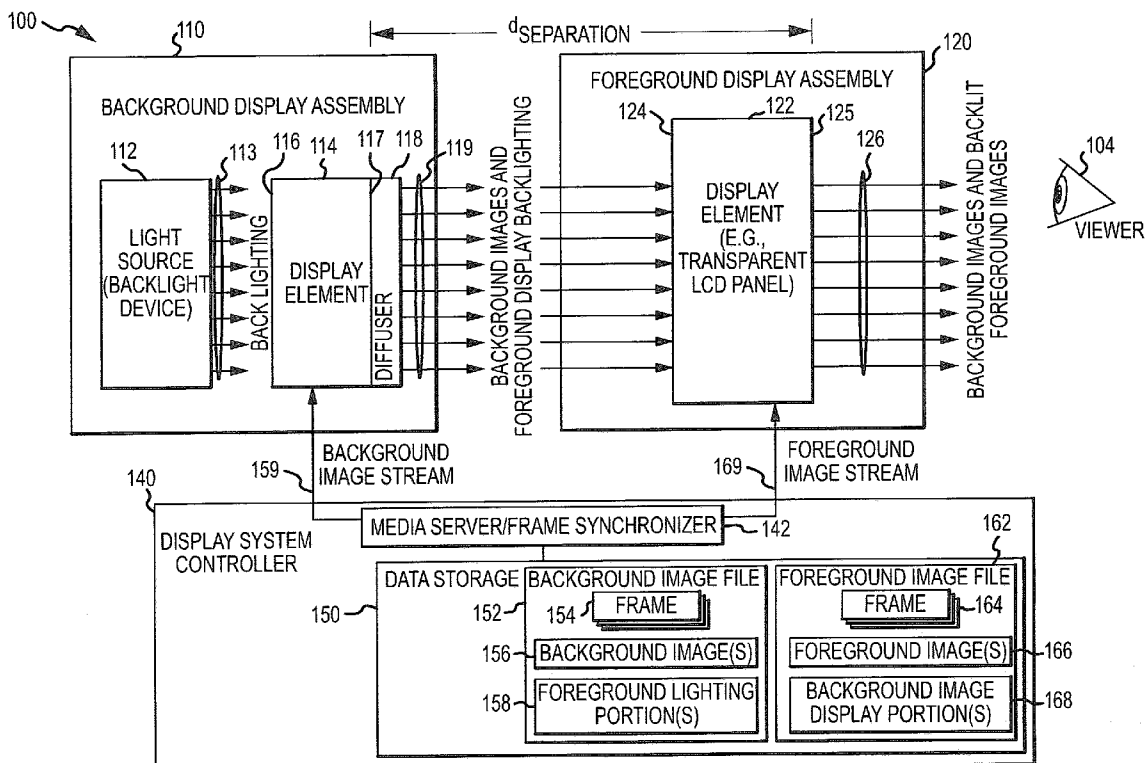 100
110
dSEPARATION
120
BACKGROUND DISPLAY ASSEMBLY
FOREGROUND DISPLAY ASSEMBLY
112
113
116
114
117
118
119
124
122
125
126
104
LIGHT
SOURCE
(BACKLIGHT
DEVICE)
BACK LIGHTING
DISPLAY
ELEMENT
DIFFUSER
BACKGROUND IMAGES AND
FOREGROUND DISPLAY BACKLIGHTING
DISPLAY
ELEMENT
(E.G.,
TRANSPARENT
LCD PANEL)
BACKGROUND IMAGES AND BACKLIT
FOREGROUND IMAGES
VIEWER
BACKGROUND
IMAGE STREAM
159
FOREGROUND
IMAGE STREAM
169
140
DISPLAY SYSTEM
CONTROLLER
MEDIA SERVER/FRAME SYNCHRONIZER
142
162
150
DATA STORAGE
BACKGROUND IMAGE FILE
152
154
FRAME
156
BACKGROUND IMAGE(S)
158
FOREGROUND LIGHTING
PORTION(S)
FOREGROUND IMAGE FILE
FRAME
164
FOREGROUND IMAGE(S)
166
BACKGROUND IMAGE
DISPLAY PORTION(S)
168